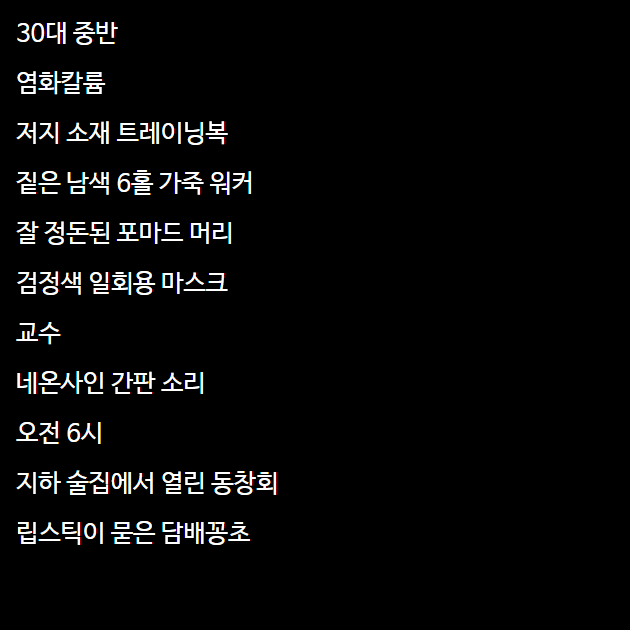 30대 중반
염화칼륨
저지 소재 트레이닝복
짙은 남색 6홀 가죽 워커
잘 정돈된 포마드 머리
검정색 일회용 마스크
교수
네온사인 간판 소리
오전 6시
지하 술집에서 열린 동창회
립스틱이 묻은 담배꽁초